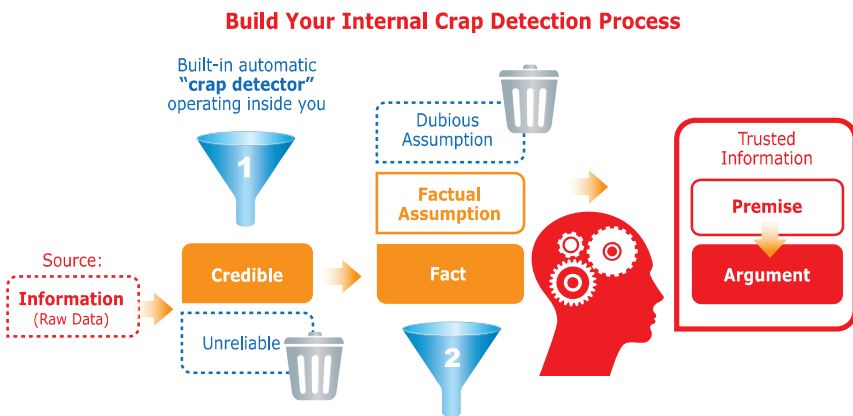 Build Your Internal Crap Detection Process
Built-in automatic
“crap detector”
operating inside you
1
Source:
Information
(Raw Data)
Credible
Unreliable
Dubious
Assumption
Factual
Assumption
Fact
2
Trusted
Information
Premise
Argument